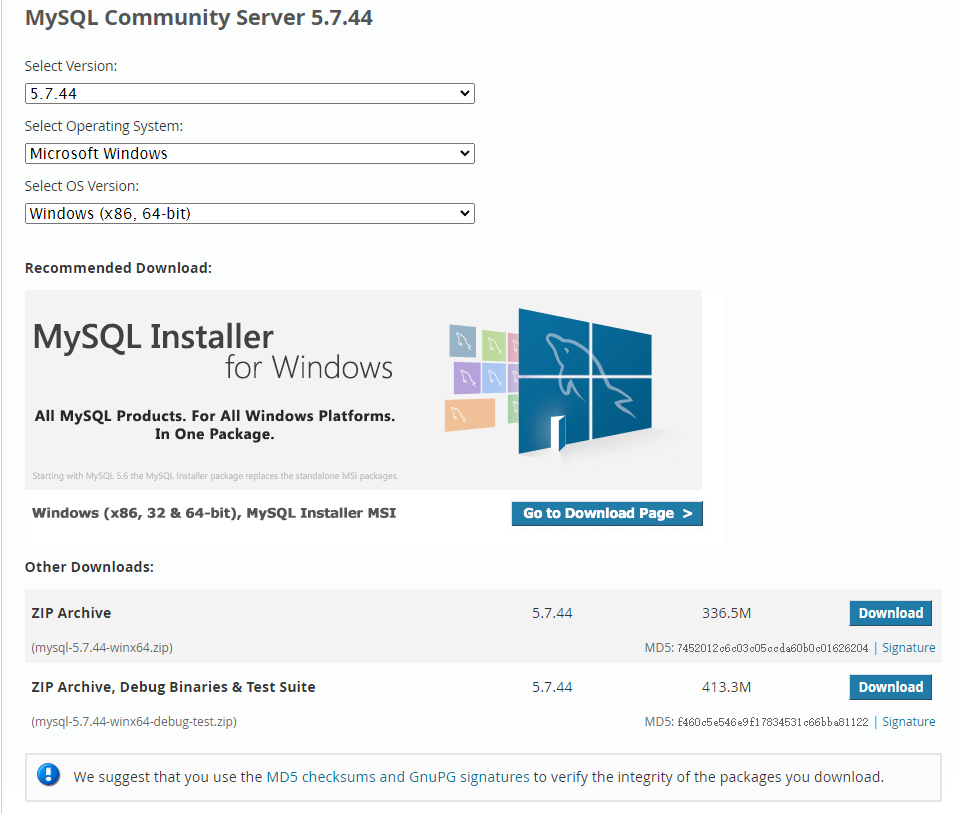 MySQL Community Server 5.7.44
Select Version:
5.7.44
Select Operating System:
Microsoft Windows
Select OS Version:
Windows (x86, 64-bit)
Recommended Download:
MySQL Installer
for Windows
All MySQL Products. For All Windows Platforms.
In One Package.
Starting with MySQL 5.6 the MySQL Installer package replaces the standalone MSI packages.
Windows (x86, 32 & 64-bit), MySQL Installer MSI Go to Download Page >
Other Downloads:
ZIP Archive 5.7.44 336.5M Download
(mysql-5.7.44-winx64.zip) MD5: 7452012c6c03c05ccda60b0c01626204 | Signature
ZIP Archive, Debug Binaries & Test Suite 5.7.44 413.3M Download
(mysql-5.7.44-winx64-debug-test.zip) MD5: f460c5e546e9f17834531c66bba81122 | Signature
We suggest that you use the MD5 checksums and GnuPG signatures to verify the integrity of the packages you download.